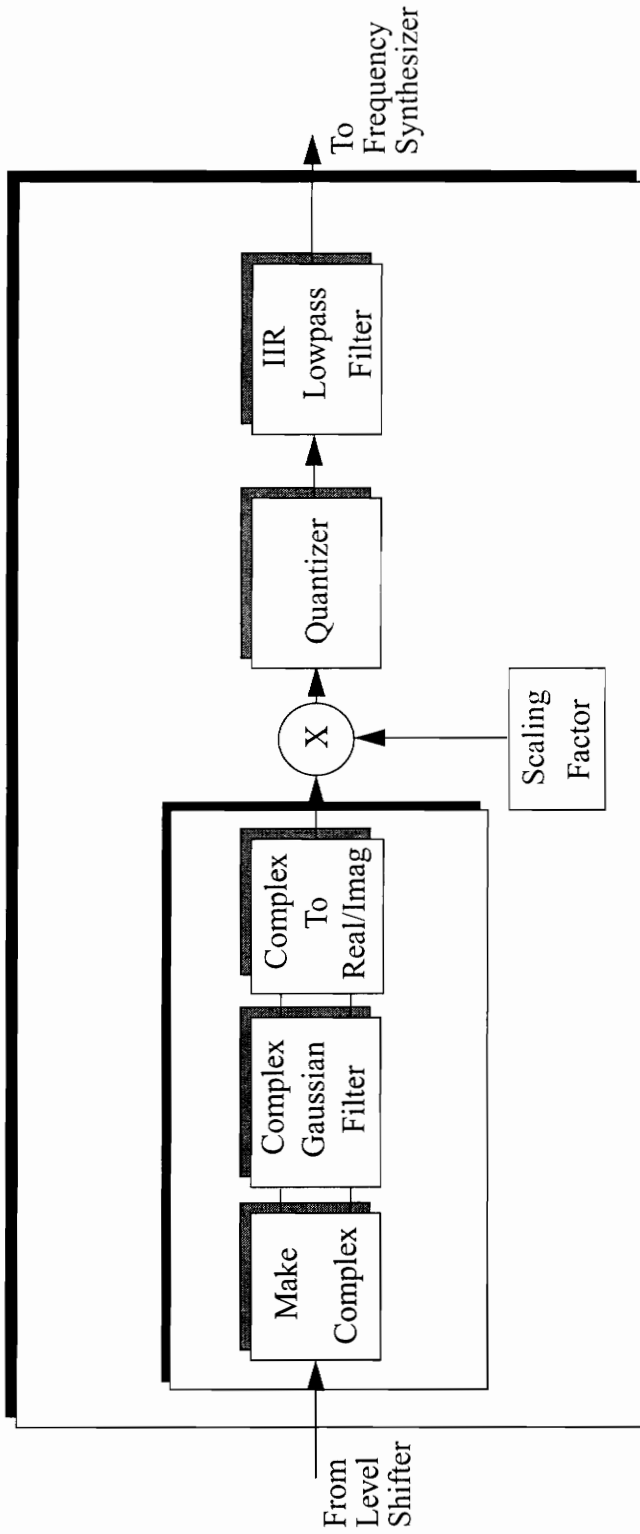 From
Level
Shifter
Make
Complex
Complex
Gaussian
Filter
Complex
To
Real/Imag
X
Scaling
Factor
Quantizer
IIR
Lowpass
Filter
To
Frequency
Synthesizer